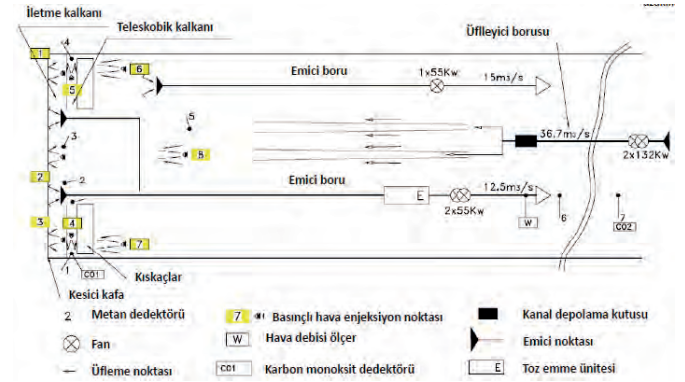 İletme kalkanı
Teleskobik kalkanı
Üfleyici borusu
1
4
5
6
Emici boru
1x55Kw
15m3/s
5
3
8
36.7m3/s
2x132Kw
2
2
Emici boru
12.5m3/s
E
2x55Kw
W
6
7
CO2
3
4
7
1
CO1
Kıskaçlar
Kesici kafa
2 Metan dedektörü
7 Basınçlı hava enjeksiyon noktası
Kanal depolama kutusu
Fan
W Hava debisi ölçer
Emici noktası
Üfleme noktası
CO1 Karbon monoksit dedektörü
E Toz emme ünitesi